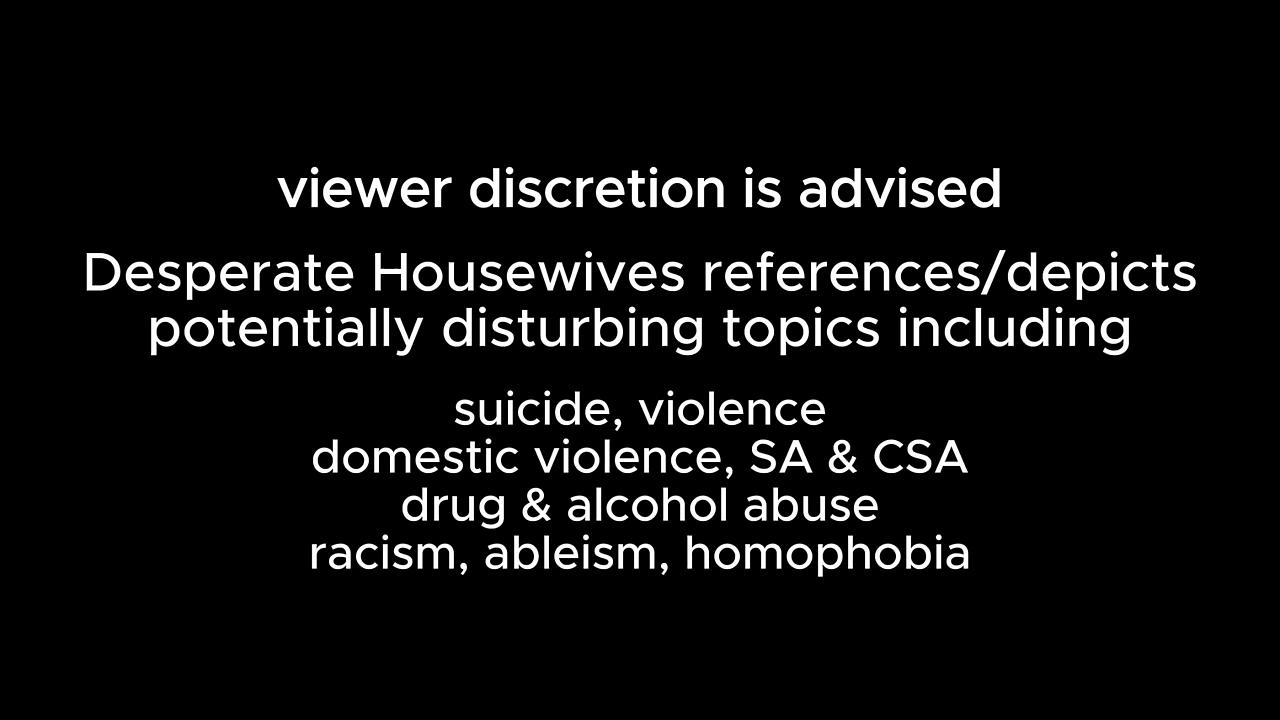 viewer discretion is advised
Desperate Housewives references/depicts
potentially disturbing topics including
suicide, violence
domestic violence, SA & CSA
drug & alcohol abuse
racism, ableism, homophobia